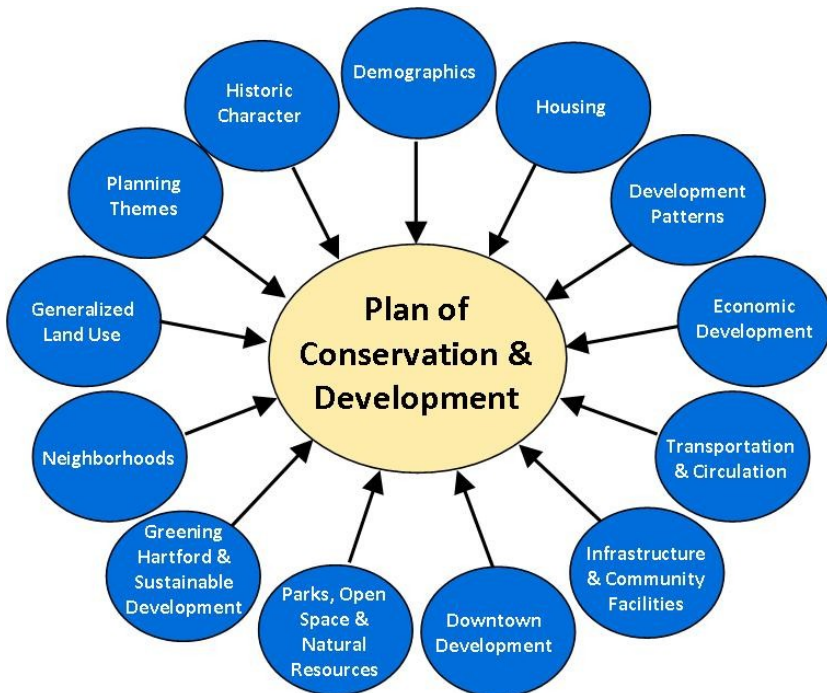 Demographics
Housing
Development
Patterns
Economic
Development
Transportation
& Circulation
Infrastructure
& Community
Facilities
Downtown
Development
Parks, Open
Space &
Natural
Resources
Greening
Hartford &
Sustainable
Development
Neighborhoods
Generalized
Land Use
Planning
Themes
Historic
Character
Plan of
Conservation &
Development